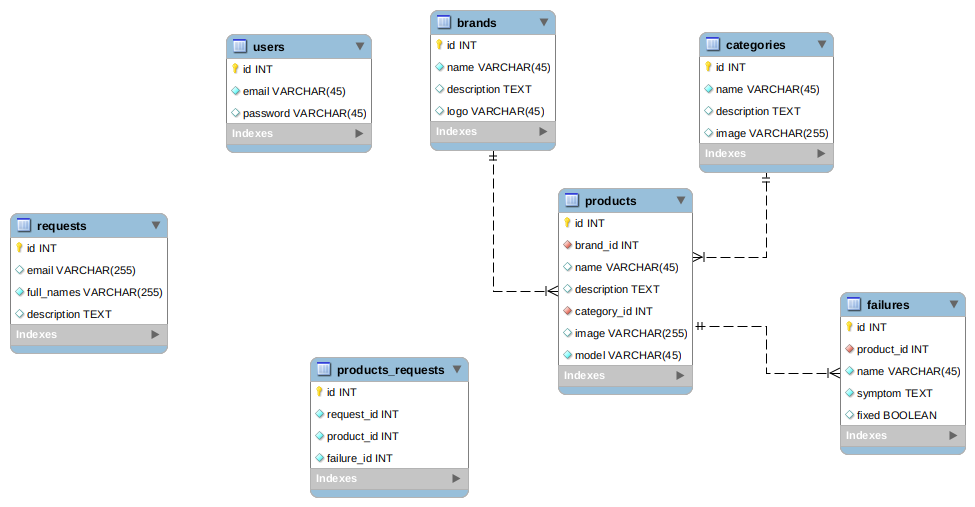 brands
id INT
name VARCHAR(45)
description TEXT
logo VARCHAR(45)
Indexes
users
id INT
email VARCHAR(45)
password VARCHAR(45)
Indexes
categories
id INT
name VARCHAR(45)
description TEXT
image VARCHAR(255)
Indexes
products
id INT
brand_id INT
name VARCHAR(45)
description TEXT
category_id INT
image VARCHAR(255)
model VARCHAR(45)
Indexes
requests
id INT
email VARCHAR(255)
full_names VARCHAR(255)
description TEXT
Indexes
failures
id INT
product_id INT
name VARCHAR(45)
symptom TEXT
fixed BOOLEAN
Indexes
products_requests
id INT
request_id INT
product_id INT
failure_id INT
Indexes